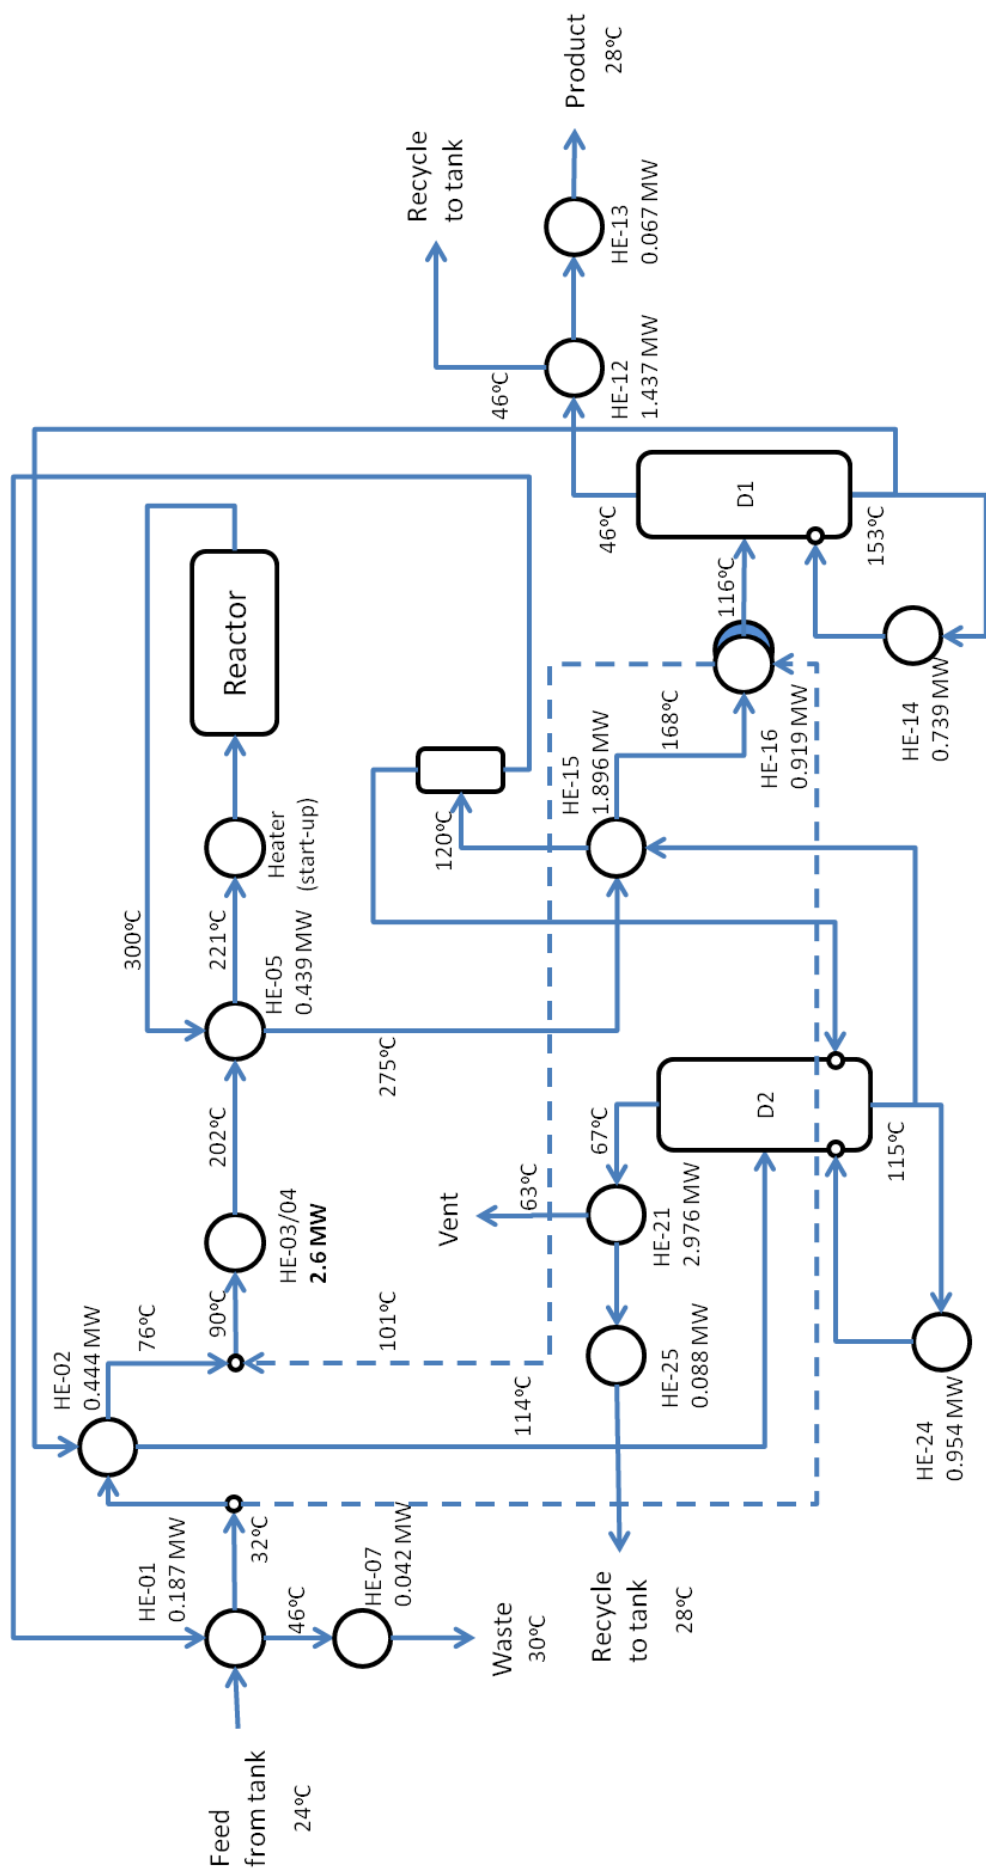 Feed
from tank
24ºC
HE-01
0.187 MW
32ºC
46ºC
HE-07
0.042 MW
Waste
30ºC
HE-02
0.444 MW
76ºC
90ºC
HE-03/04
2.6 MW
202ºC
HE-05
0.439 MW
221ºC
300ºC
Heater
(start-up)
Reactor
275ºC
101ºC
114ºC
120ºC
HE-15
1.896 MW
168ºC
HE-16
0.919 MW
116ºC
D1
46ºC
153ºC
HE-14
0.739 MW
46ºC
HE-12
1.437 MW
Recycle
to tank
HE-13
0.067 MW
Product
28ºC
Vent
63ºC
67ºC
HE-21
2.976 MW
D2
115ºC
HE-25
0.088 MW
Recycle
to tank
28ºC
HE-24
0.954 MW